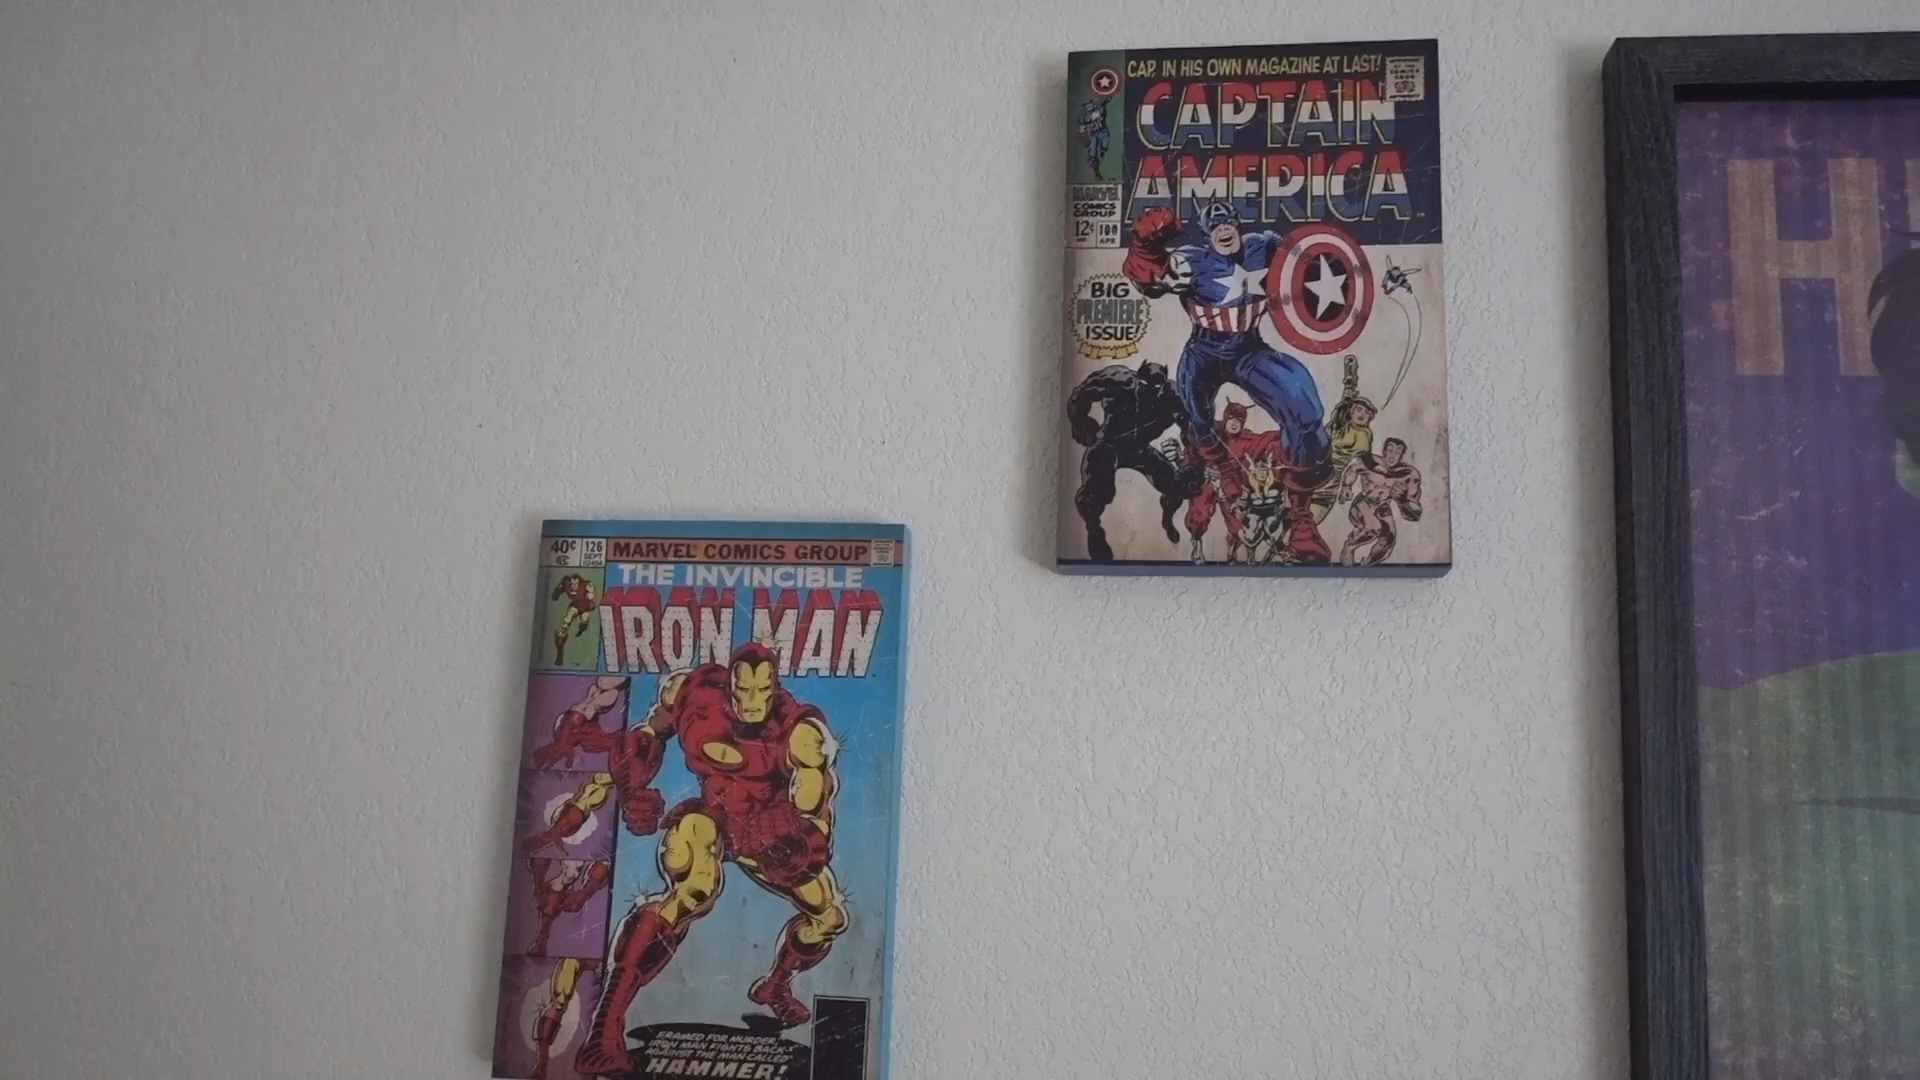 CAP, IN HIS OWN MAGAZINE AT LAST!
CAPTAIN
AMERICA
MARVEL
COMICS
GROUP
12¢ 100
APR
BIG
PREMIERE
ISSUE!
H
40¢ 126 MARVEL COMICS GROUP
SEPT
THE INVINCIBLE
IRON MAN
FRAMED FOR MURDER,
IRON MAN FIGHTS BACK-
AGAINST THE MAN CALLED
HAMMER!